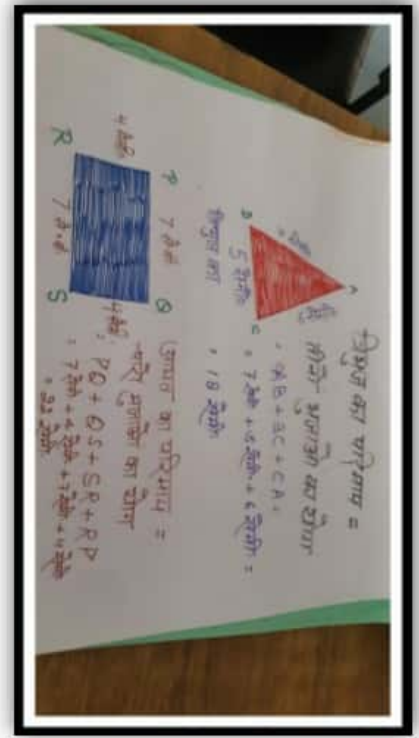 त्रिभुज का परिमाप =
तीनो भुजाओ का योग
= AB + BC + CA =
= 7 सेमी + 5 सेमी + 6 सेमी =
= 18 सेमी
A
B
C
5 सेमी
आयत का परिमाप =
चारो भुजाओ का योग
PQ + QS + SR + RP
= 7 सेमी + 4 सेमी + 7 सेमी + 4 सेमी
= 22 सेमी
P 7 सेमी Q
4 सेमी
4 सेमी
R 7 से.मी S